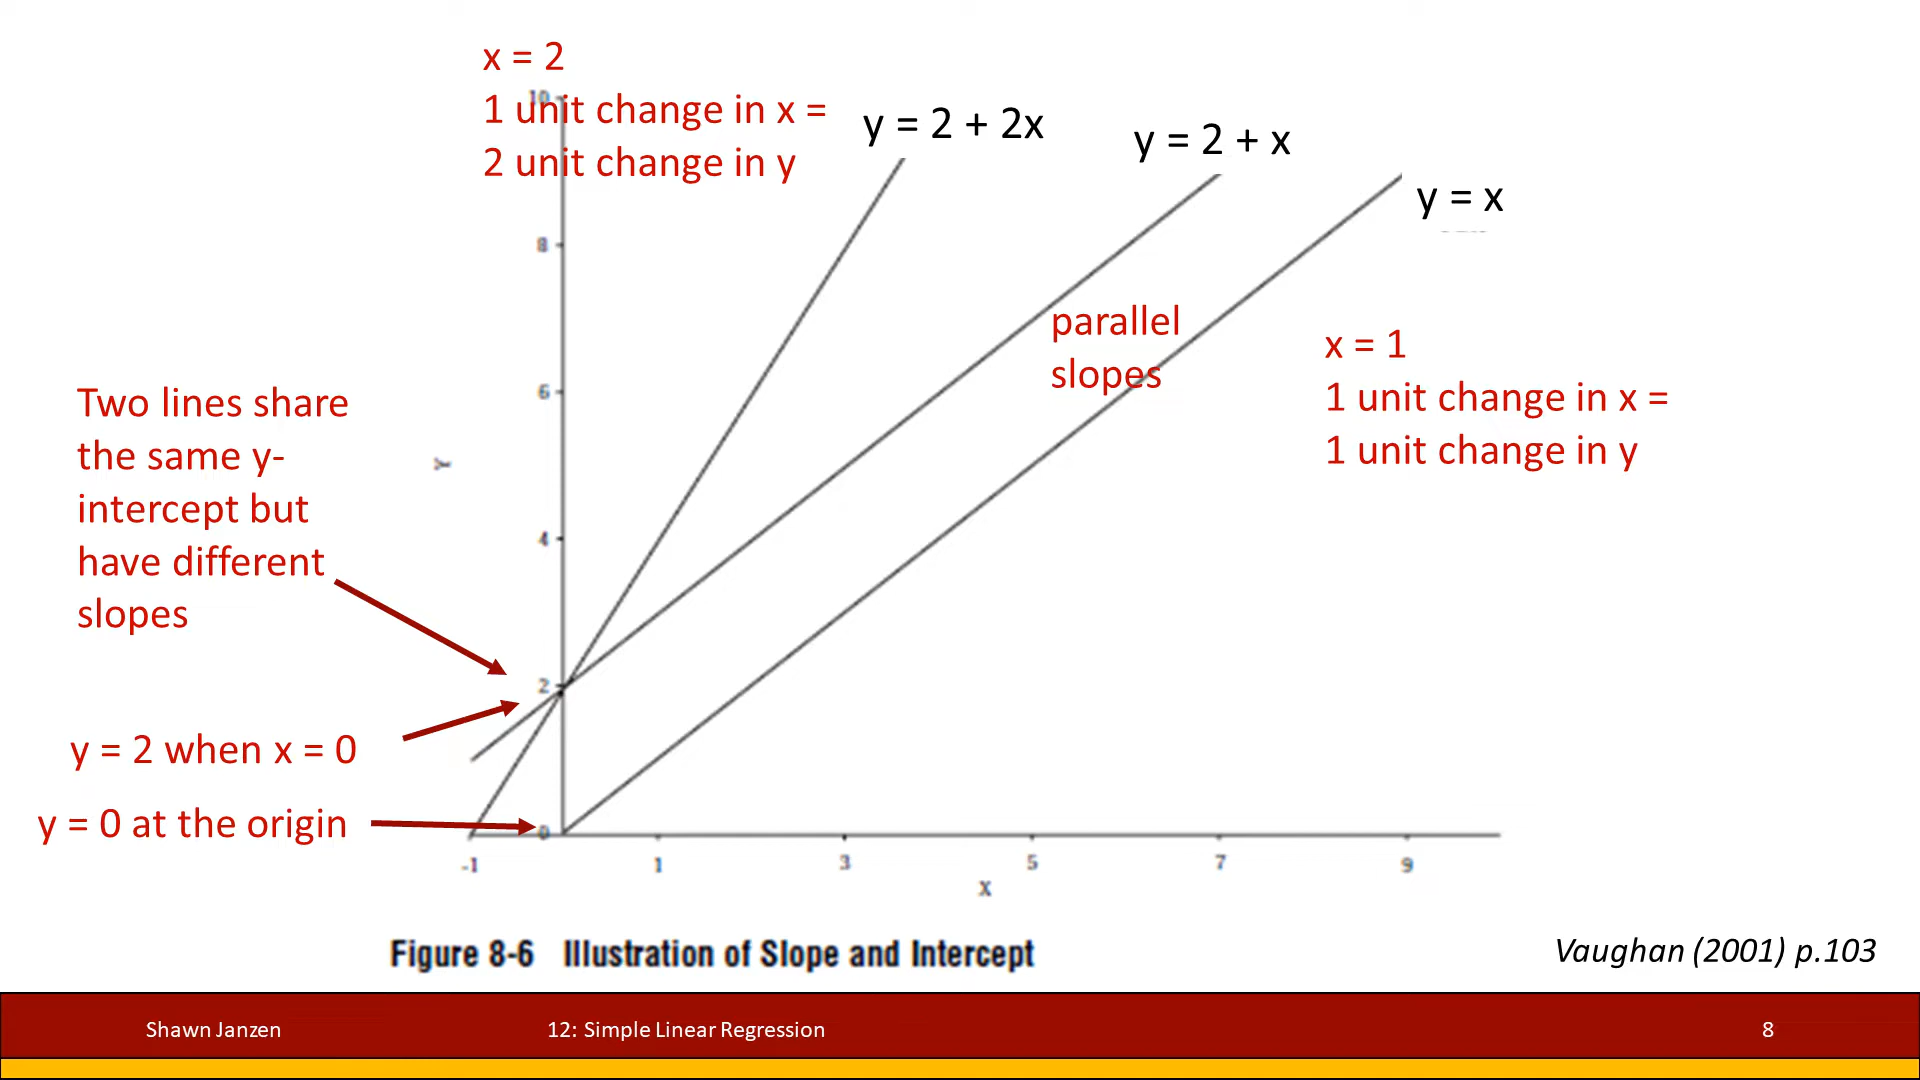 x = 2
1 unit change in x =
2 unit change in y
y = 2 + 2x
y = 2 + x
y = x
parallel
slopes
x = 1
1 unit change in x =
1 unit change in y
Two lines share
the same y-
intercept but
have different
slopes
y = 2 when x = 0
y = 0 at the origin
10
8
6
4
2
0
Y
-1 1 3 5 7 9
X
Figure 8-6 Illustration of Slope and Intercept
Vaughan (2001) p.103
Shawn Janzen
12: Simple Linear Regression
8